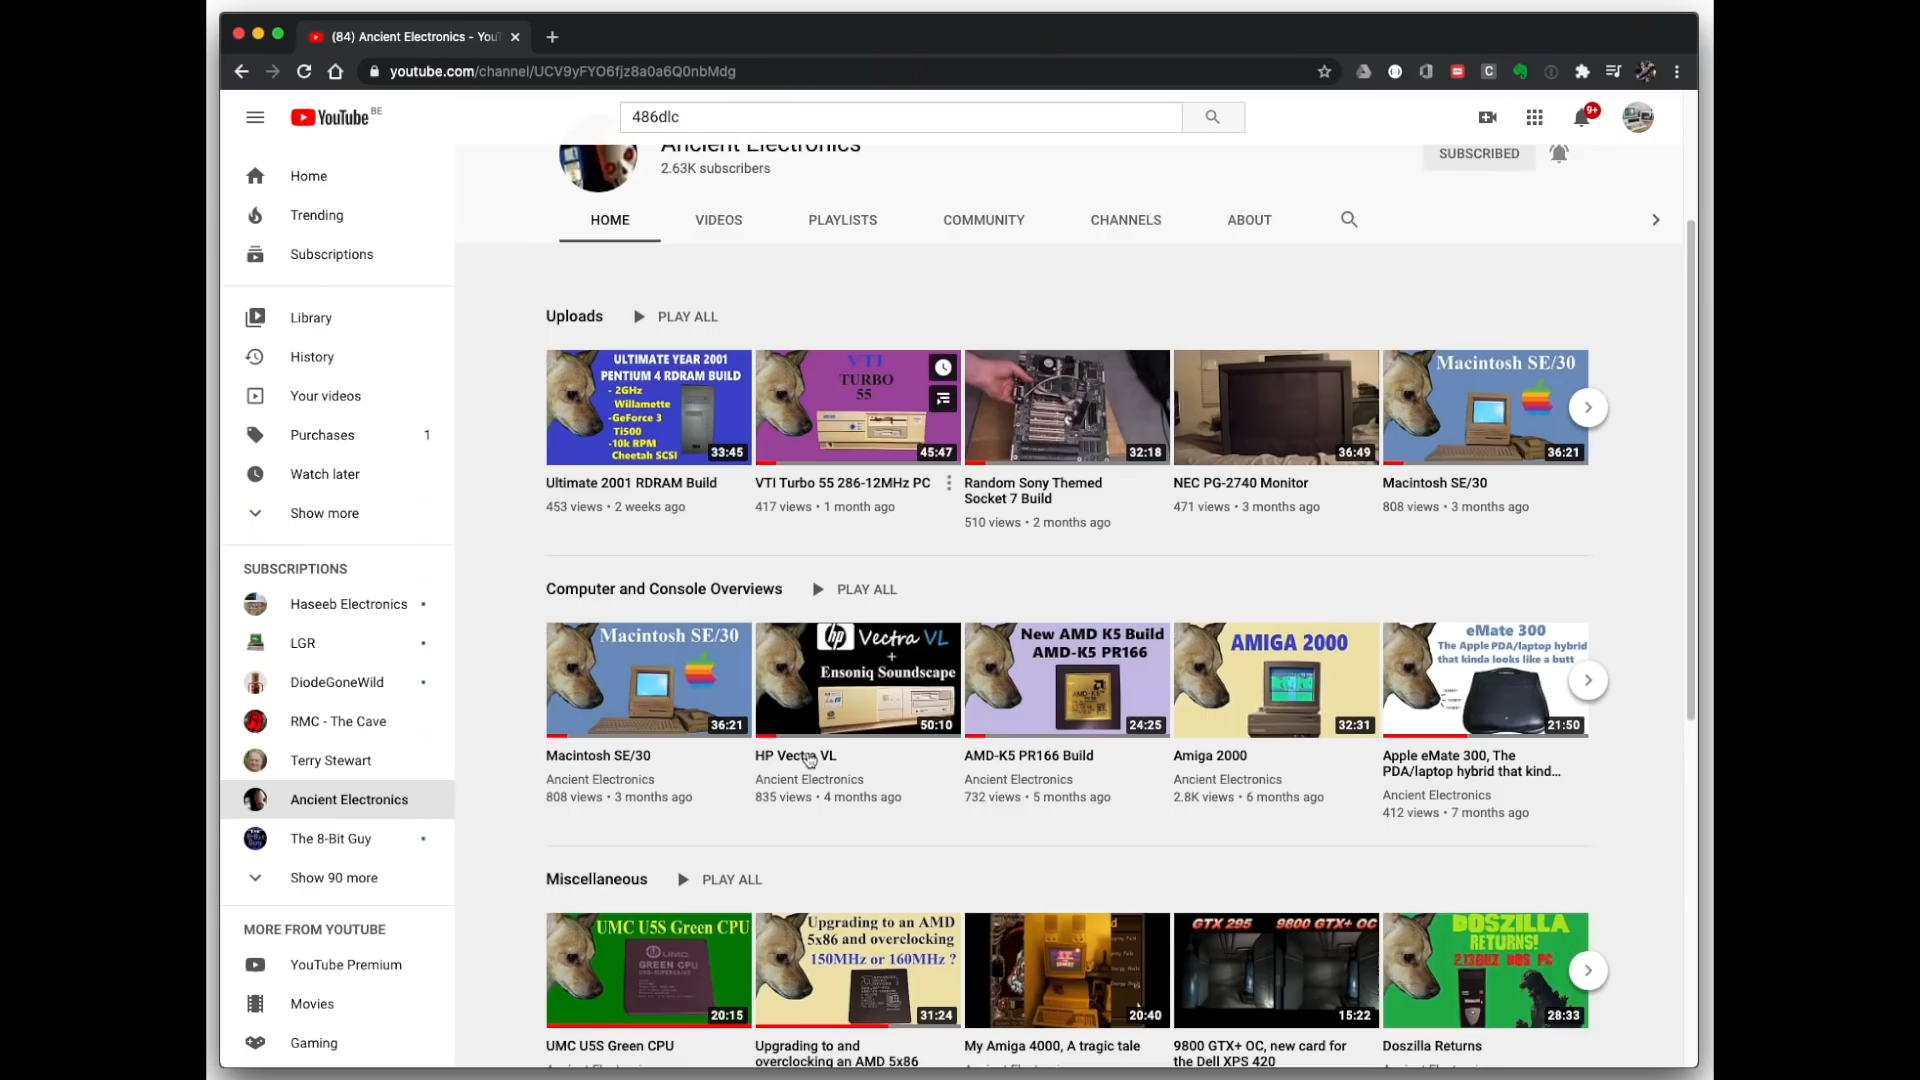 (84) Ancient Electronics - You
youtube.com/channel/UCV9yFYO6fjz8a0a6Q0nbMdg
YouTube BE
486dlc
9+
Home
Trending
Subscriptions
Library
History
Your videos
Purchases 1
Watch later
Show more
SUBSCRIPTIONS
Haseeb Electronics
LGR
DiodeGoneWild
RMC - The Cave
Terry Stewart
Ancient Electronics
The 8-Bit Guy
Show 90 more
MORE FROM YOUTUBE
YouTube Premium
Movies
Gaming
Ancient Electronics
2.63K subscribers
SUBSCRIBED
HOME VIDEOS PLAYLISTS COMMUNITY CHANNELS ABOUT
Uploads PLAY ALL
ULTIMATE YEAR 2001
PENTIUM 4 RDRAM BUILD
- 2GHz
Willamette
-GeForce 3
Ti500
-10k RPM
Cheetah SCSI
33:45
Ultimate 2001 RDRAM Build
453 views • 2 weeks ago
VTI
TURBO
55
45:47
VTI Turbo 55 286-12MHz PC
417 views • 1 month ago
32:18
Random Sony Themed
Socket 7 Build
510 views • 2 months ago
36:49
NEC PG-2740 Monitor
471 views • 3 months ago
Macintosh SE/30
36:21
Macintosh SE/30
808 views • 3 months ago
Computer and Console Overviews PLAY ALL
Macintosh SE/30
36:21
Macintosh SE/30
Ancient Electronics
808 views • 3 months ago
hp Vectra VL
+
Ensoniq Soundscape
50:10
HP Vectra VL
Ancient Electronics
835 views • 4 months ago
New AMD K5 Build
AMD-K5 PR166
AMD-K5
24:25
AMD-K5 PR166 Build
Ancient Electronics
732 views • 5 months ago
AMIGA 2000
32:31
Amiga 2000
Ancient Electronics
2.8K views • 6 months ago
eMate 300
The Apple PDA/laptop hybrid
that kinda looks like a butt
21:50
Apple eMate 300, The
PDA/laptop hybrid that kind...
Ancient Electronics
412 views • 7 months ago
Miscellaneous PLAY ALL
UMC U5S Green CPU
UMC
GREEN CPU
20:15
UMC U5S Green CPU
Upgrading to an AMD
5x86 and overclocking
150MHz or 160MHz ?
31:24
Upgrading to and
overclocking an AMD 5x86
20:40
My Amiga 4000, A tragic tale
GTX 295 9800 GTX+ OC
15:22
9800 GTX+ OC, new card for
the Dell XPS 420
DOSZILLA
RETURNS!
2.13GHZ DOS PC
28:33
Doszilla Returns